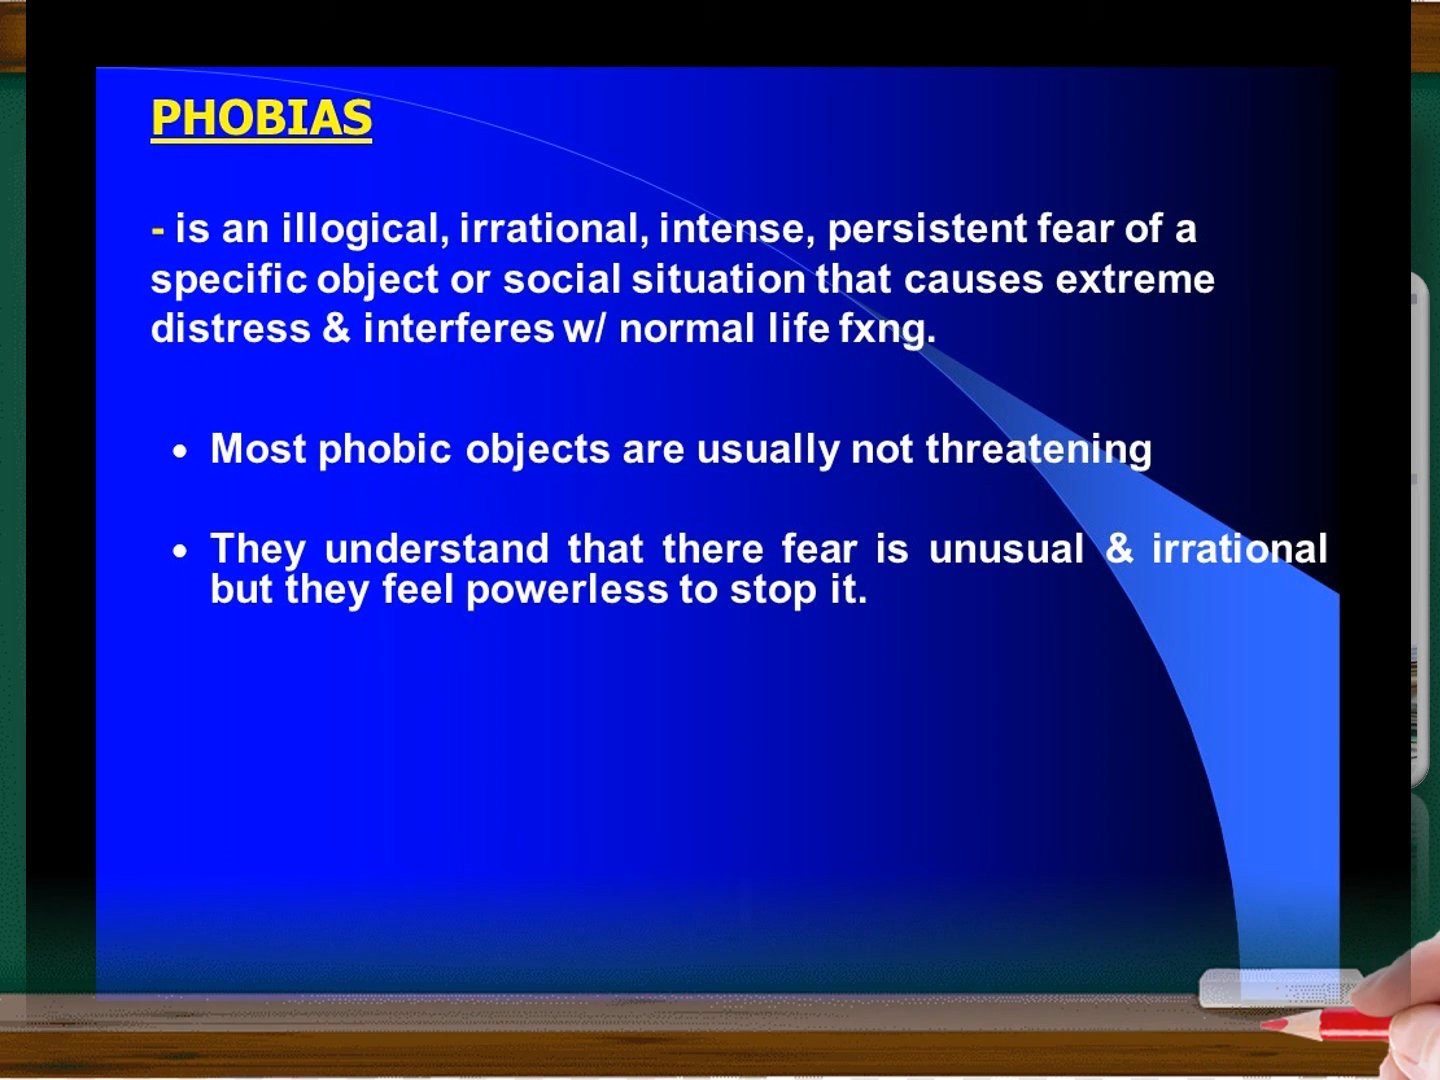 PHOBIAS
- is an illogical, irrational, intense, persistent fear of a
specific object or social situation that causes extreme
distress & interferes w/ normal life fxng.
• Most phobic objects are usually not threatening
• They understand that there fear is unusual & irrational
but they feel powerless to stop it.